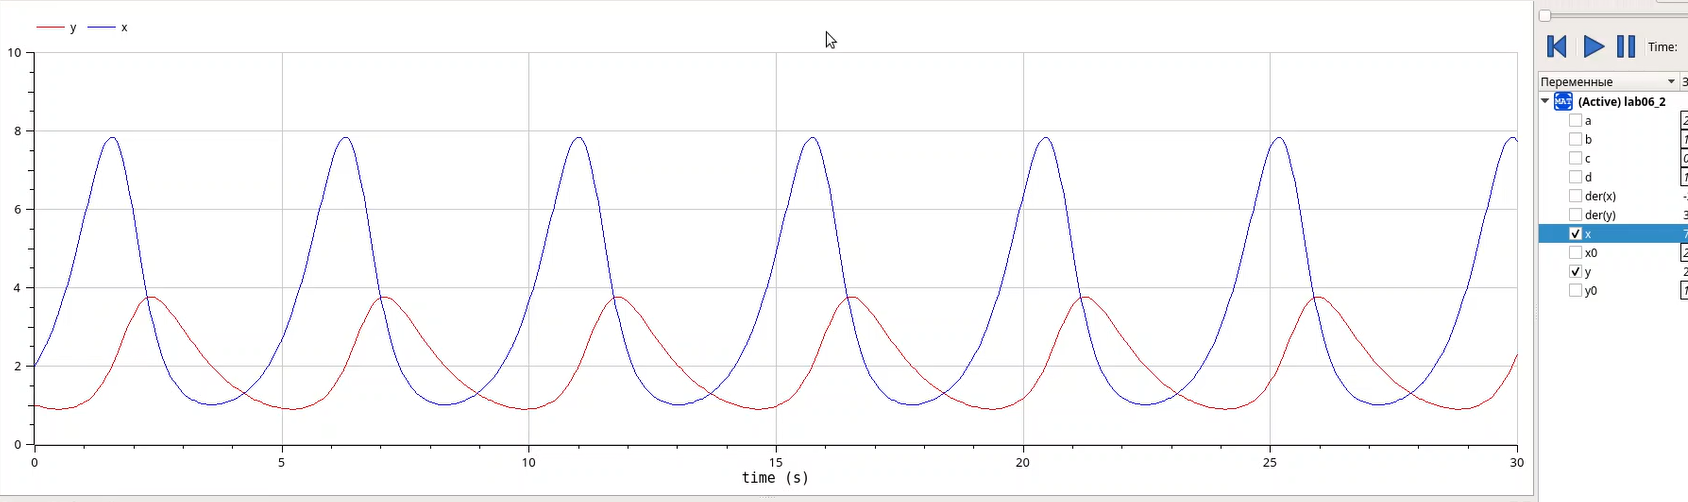 y x
10
8
6
4
2
0
0 5 10 15 20 25 30
time (s)
Time:
Переменные
(Active) lab06_2
a
b
c
d
der(x)
der(y)
x
x0
y
y0